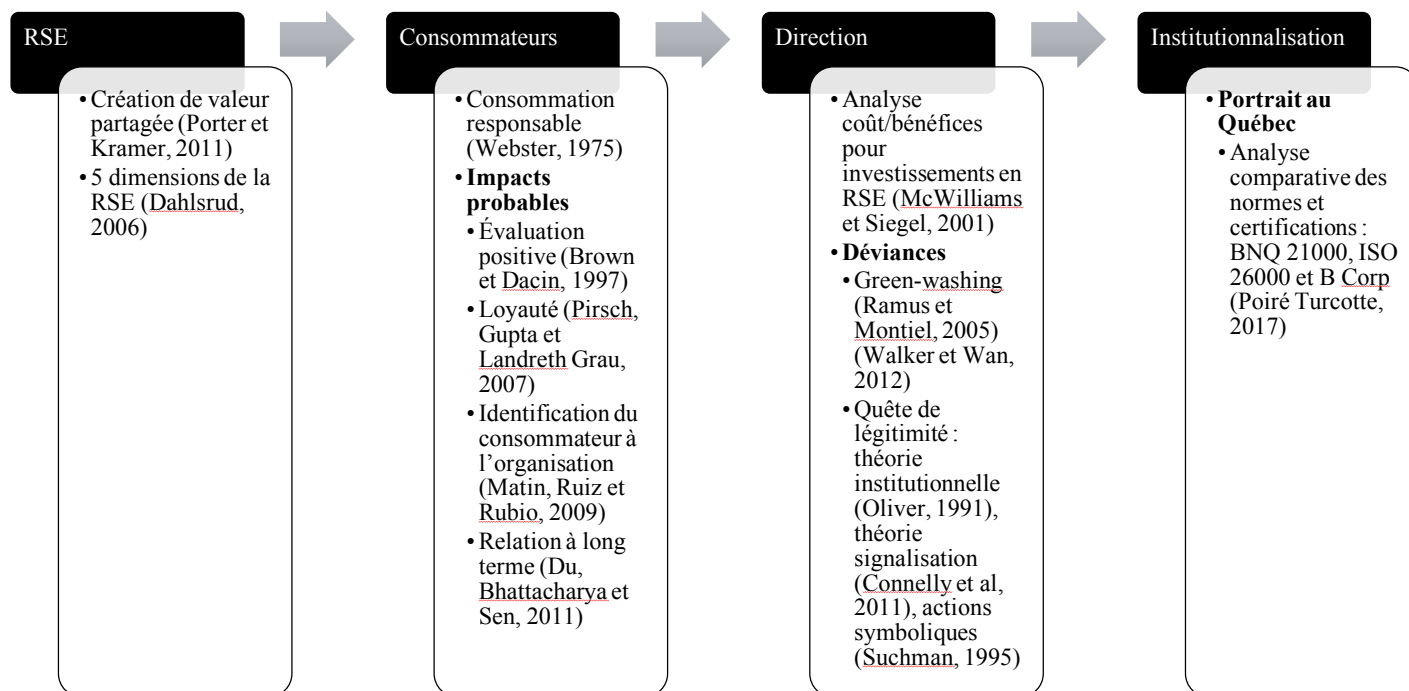 RSE
• Création de valeur
partagée (Porter et
Kramer, 2011)
• 5 dimensions de la
RSE (Dahlsrud,
2006)
Consommateurs
• Consommation
responsable
(Webster, 1975)
• Impacts
probables
• Évaluation
positive (Brown
et Dacin, 1997)
• Loyauté (Pirsch,
Gupta et
Landreth Grau,
2007)
• Identification du
consommateur à
l’organisation
(Matin, Ruiz et
Rubio, 2009)
• Relation à long
terme (Du,
Bhattacharya et
Sen, 2011)
Direction
• Analyse
coût/bénéfices
pour
investissements en
RSE (McWilliams
et Siegel, 2001)
• Déviances
• Green-washing
(Ramus et
Montiel, 2005)
(Walker et Wan,
2012)
• Quête de
légitimité :
théorie
institutionnelle
(Oliver, 1991),
théorie
signalisation
(Connelly et al,
2011), actions
symboliques
(Suchman, 1995)
Institutionnalisation
• Portrait au
Québec
• Analyse
comparative des
normes et
certifications :
BNQ 21000, ISO
26000 et B Corp
(Poiré Turcotte,
2017)